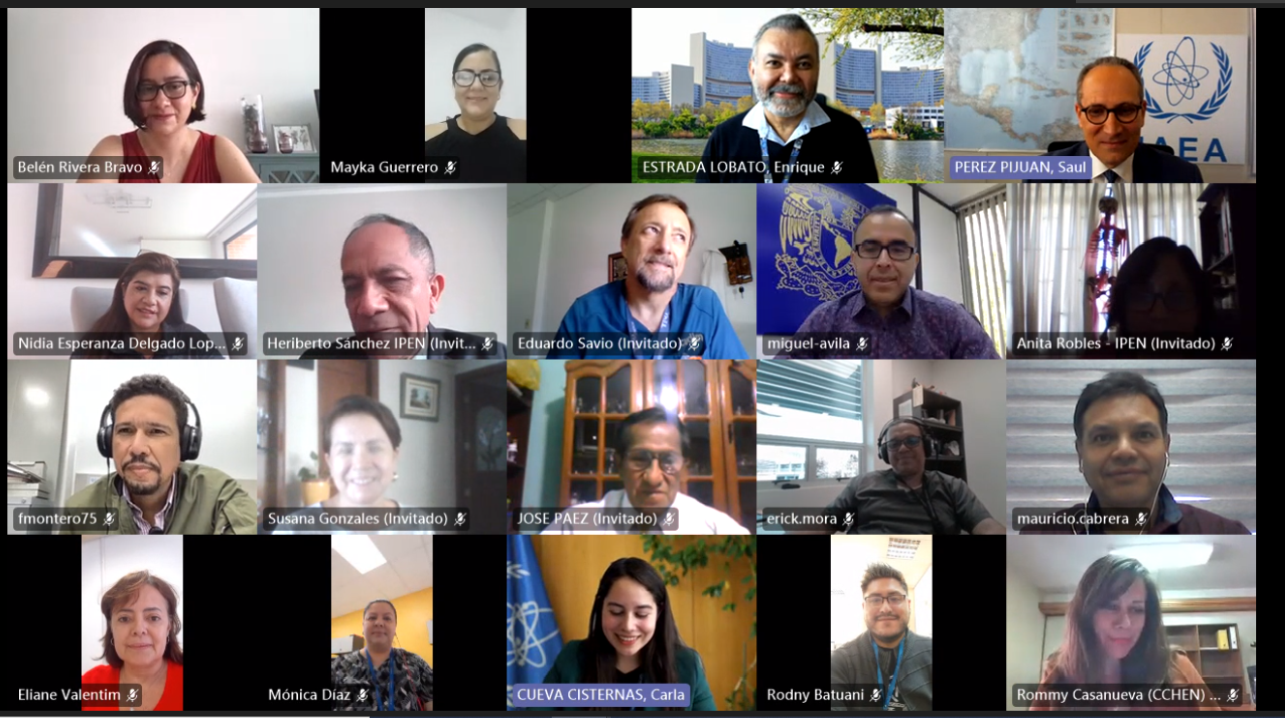 Belén Rivera Bravo
Mayka Guerrero
ESTRADA LOBATO, Enrique
PEREZ PIJUAN, Saul
IAEA
Nidia Esperanza Delgado Lop...
Heriberto Sánchez IPEN (Invit...
Eduardo Savio (Invitado)
miguel-avila
Anita Robles - IPEN (Invitado)
fmontero75
Susana Gonzales (Invitado)
JOSE PAEZ (Invitado)
erick.mora
mauricio.cabrera
Eliane Valentim
Mónica Díaz
CUEVA CISTERNAS, Carla
Rodny Batuani
Rommy Casanueva (CCHEN) ...